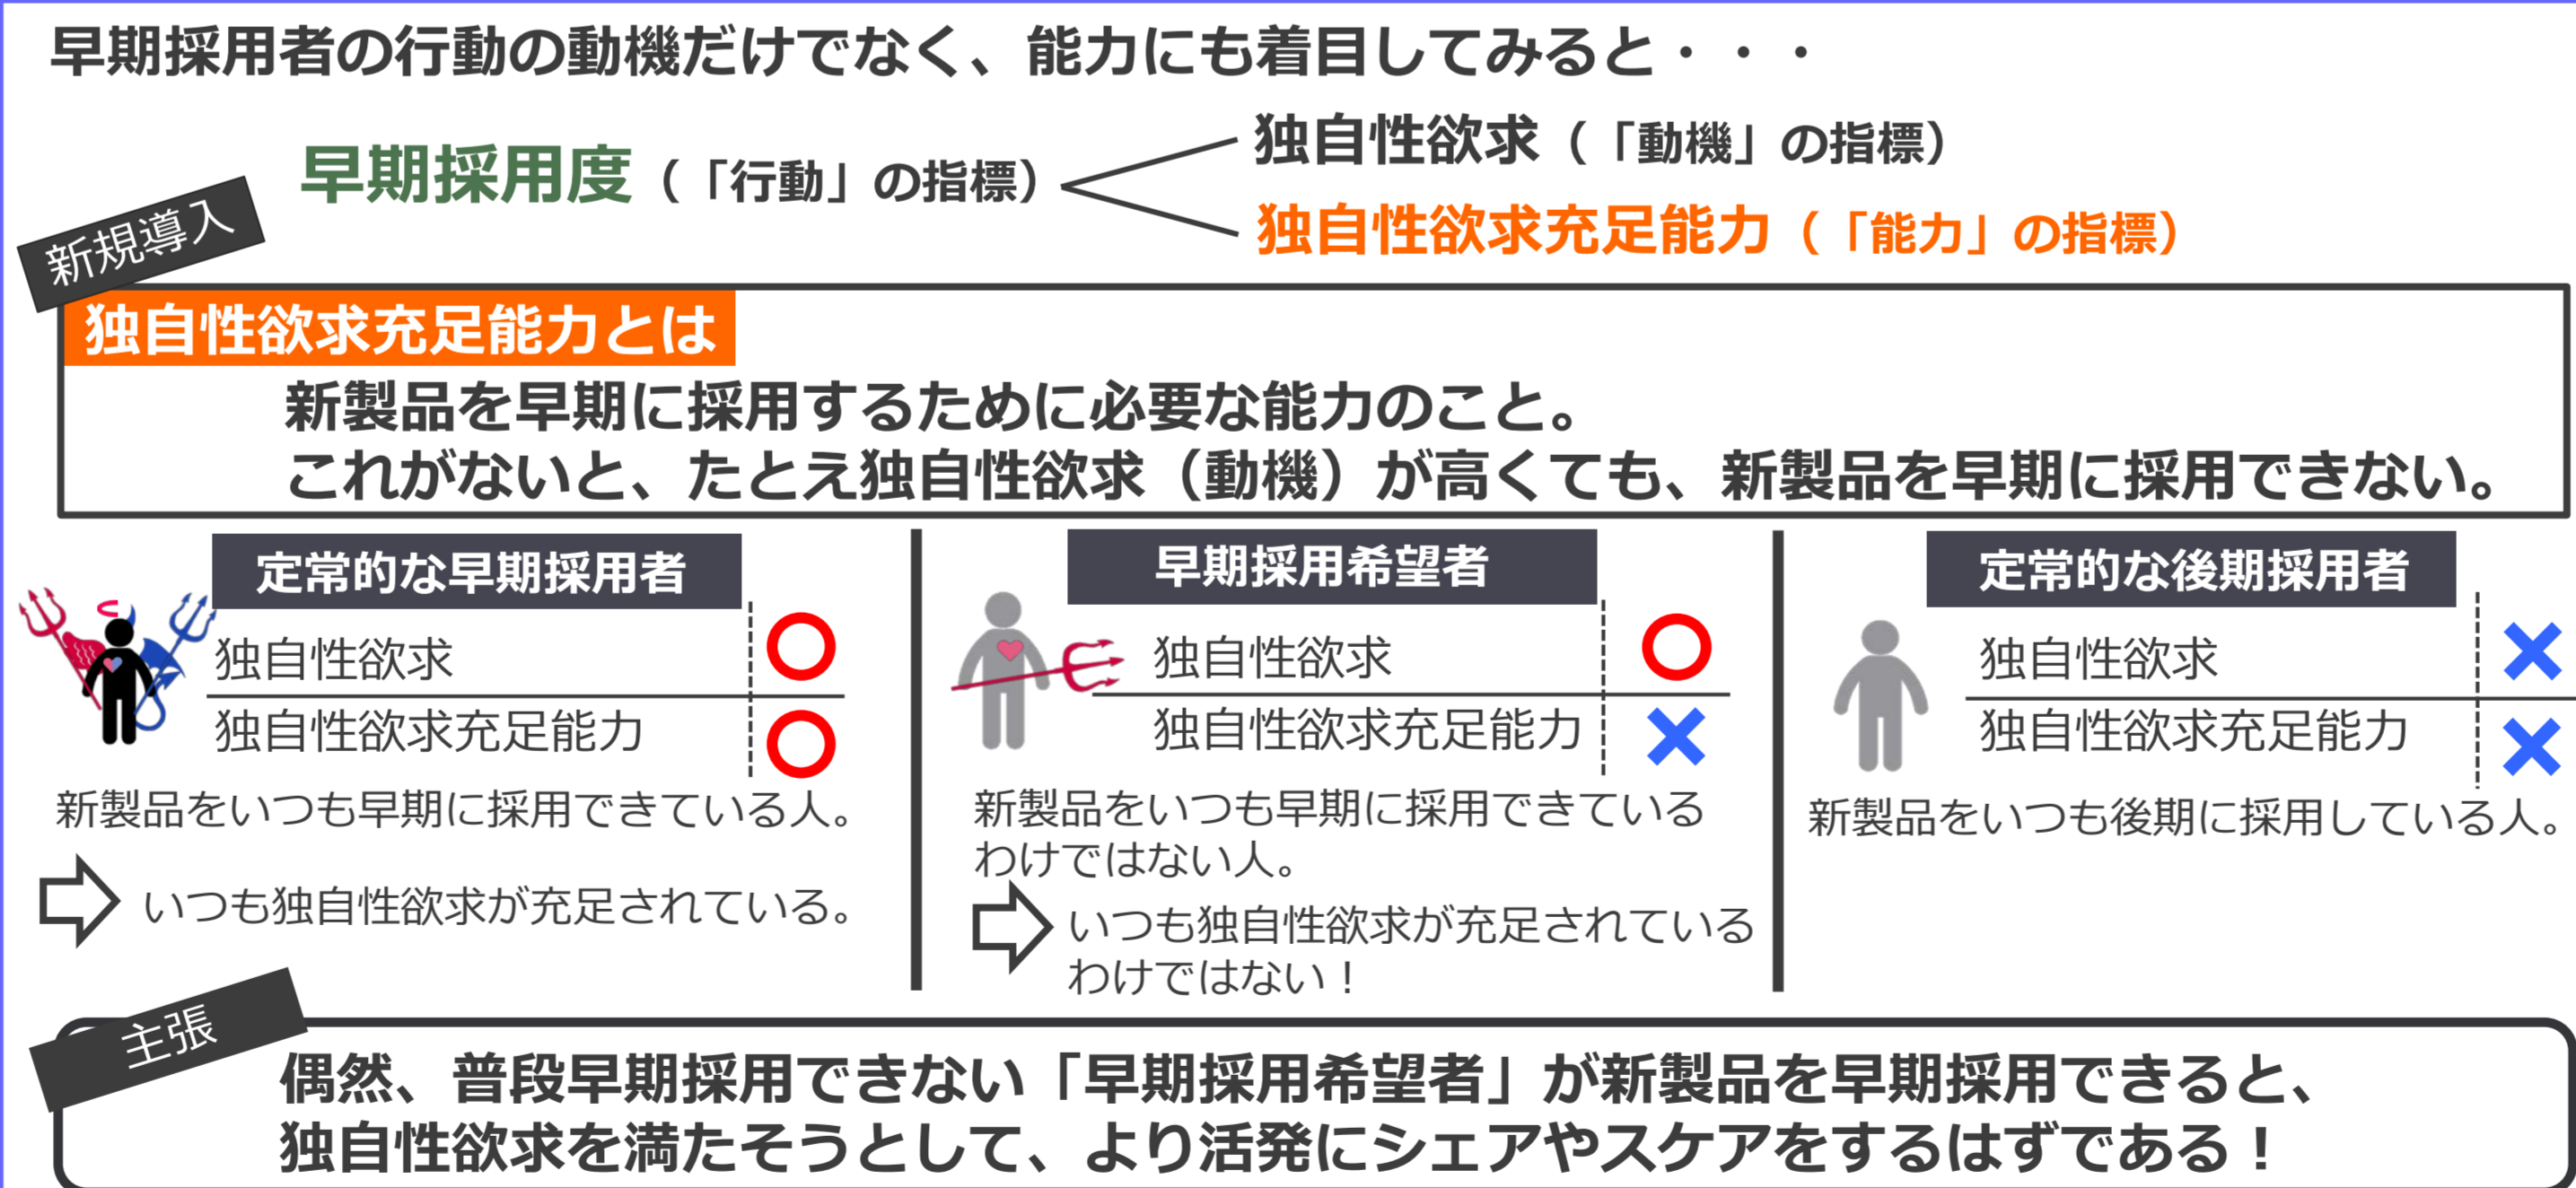 早期採用者の行動の動機だけでなく、能力にも着目してみると・・・
早期採用度（「行動」の指標）
独自性欲求（「動機」の指標）
独自性欲求充足能力（「能力」の指標）
新規導入
独自性欲求充足能力とは
新製品を早期に採用するために必要な能力のこと。
これがないと、たとえ独自性欲求（動機）が高くても、新製品を早期に採用できない。
定常的な早期採用者
独自性欲求
独自性欲求充足能力
新製品をいつも早期に採用できている人。
いつも独自性欲求が充足されている。
早期採用希望者
独自性欲求
独自性欲求充足能力
新製品をいつも早期に採用できている
わけではない人。
いつも独自性欲求が充足されている
わけではない！
定常的な後期採用者
独自性欲求
独自性欲求充足能力
新製品をいつも後期に採用している人。
主張
偶然、普段早期採用できない「早期採用希望者」が新製品を早期採用できると、
独自性欲求を満たそうとして、より活発にシェアやスケアをするはずである！